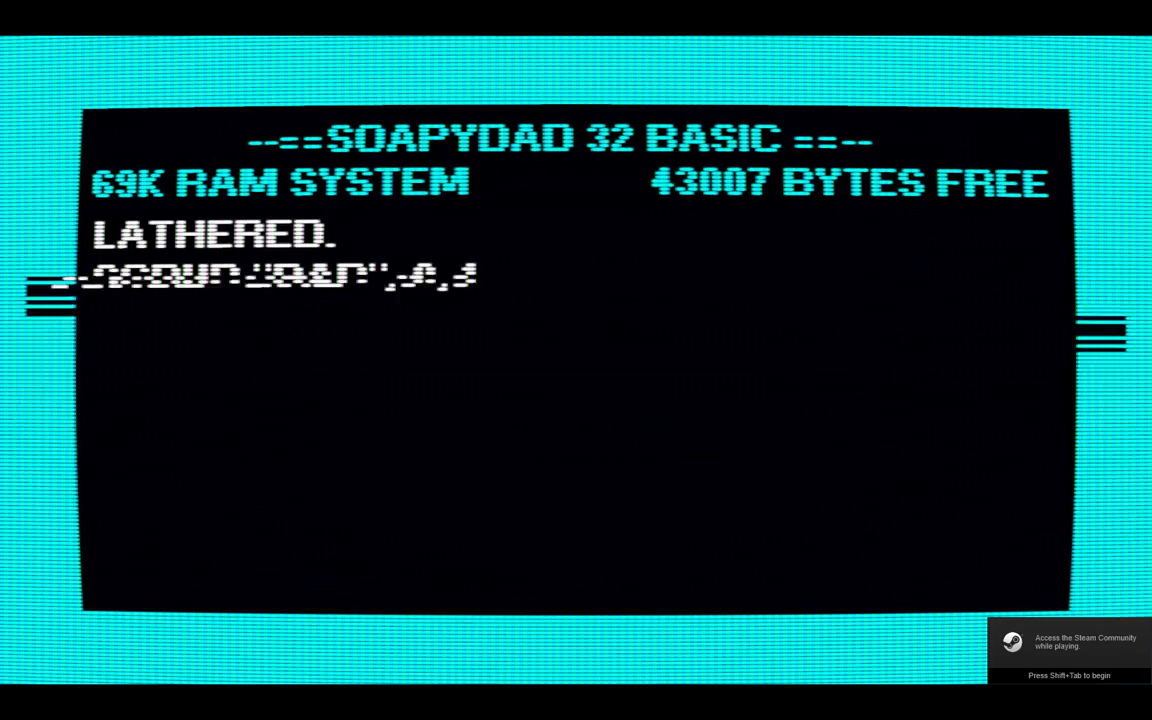 --==SOAPYDAD 32 BASIC ==--
69K RAM SYSTEM 43007 BYTES FREE
LATHERED.
Access the Steam Community
while playing.
Press Shift+Tab to begin